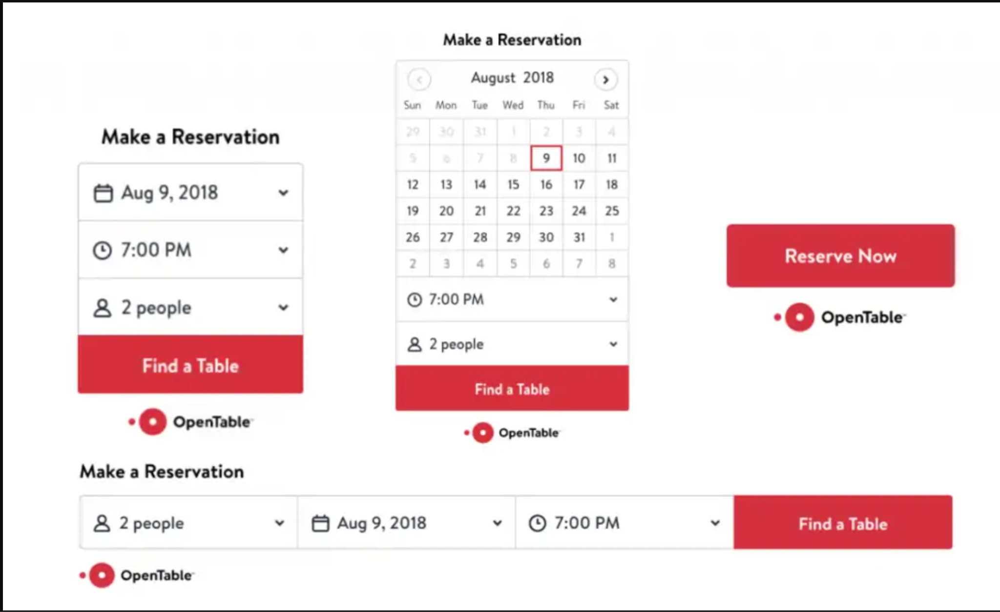 Make a Reservation
Aug 9, 2018
7:00 PM
2 people
Find a Table
OpenTable
Make a Reservation
August 2018
Sun Mon Tue Wed Thu Fri Sat
29 30 31 1 2 3 4
5 6 7 8 9 10 11
12 13 14 15 16 17 18
19 20 21 22 23 24 25
26 27 28 29 30 31 1
2 3 4 5 6 7 8
7:00 PM
2 people
Find a Table
OpenTable
Reserve Now
OpenTable
Make a Reservation
2 people Aug 9, 2018 7:00 PM Find a Table
OpenTable